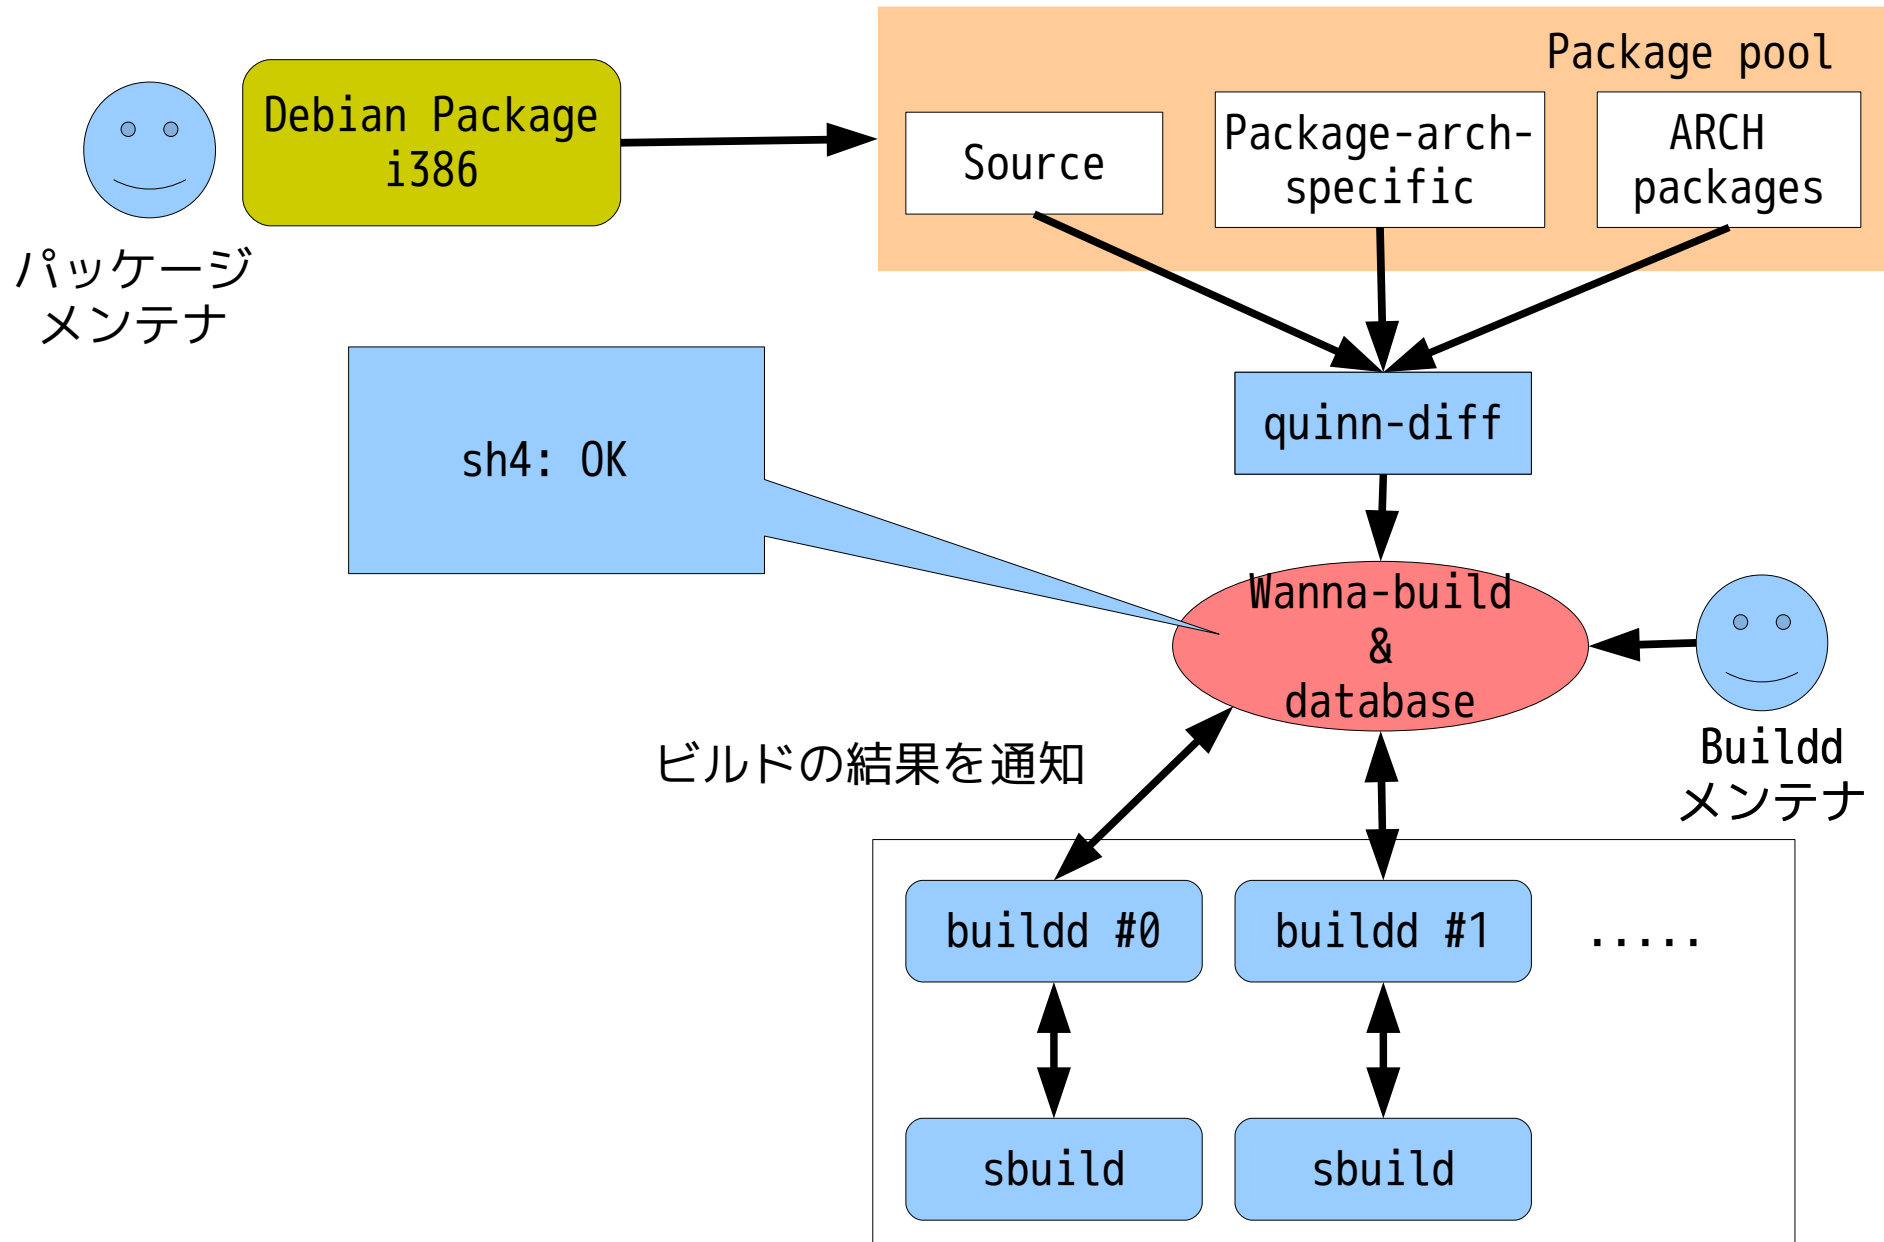 Package pool
Debian Package
i386
Source
Package-arch-
specific
ARCH
packages
パッケージ
メンテナ
quinn-diff
sh4: OK
Wanna-build
&
database
Buildd
メンテナ
ビルドの結果を通知
buildd #0
buildd #1
.....
sbuild
sbuild